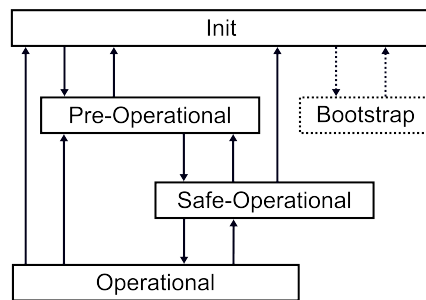 Init
Pre-Operational
Bootstrap
Safe-Operational
Operational